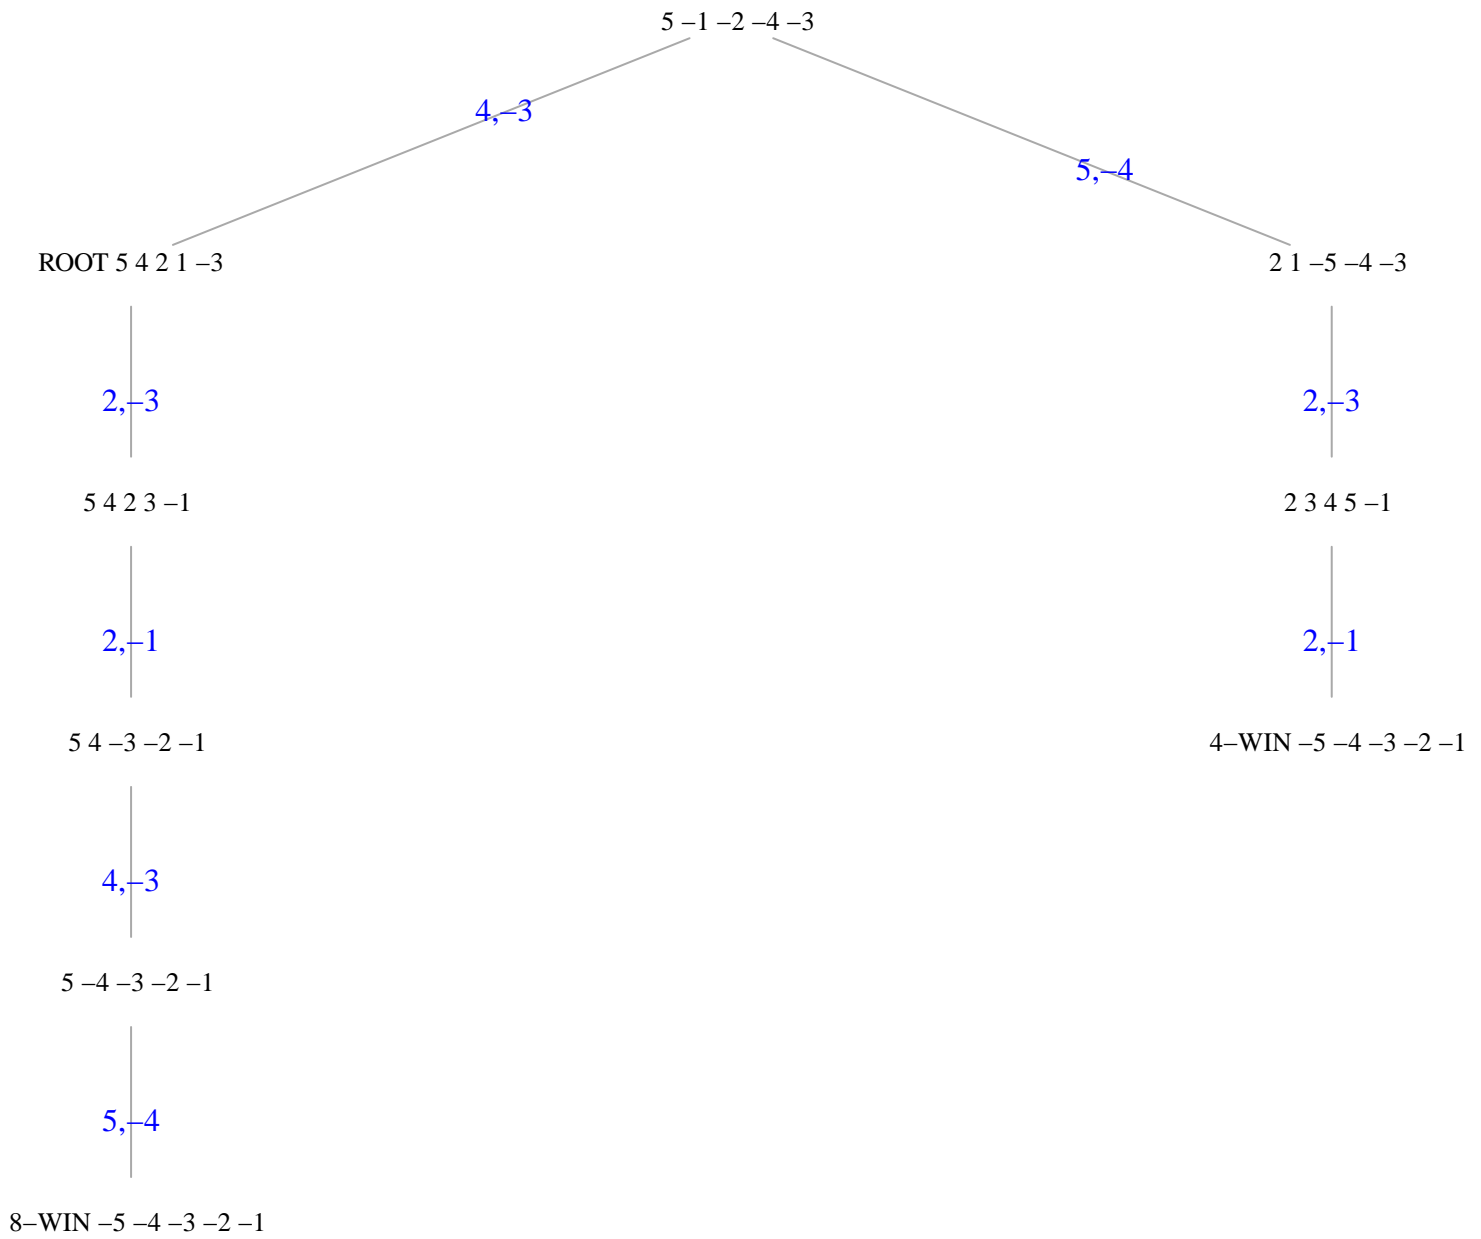 5 –1 –2 –4 –3
4,–3
5,–4
ROOT 5 4 2 1 –3
2 1 –5 –4 –3
2,–3
2,–3
5 4 2 3 –1
2 3 4 5 –1
2,–1
2,–1
5 4 –3 –2 –1
4–WIN –5 –4 –3 –2 –1
4,–3
5 –4 –3 –2 –1
5,–4
8–WIN –5 –4 –3 –2 –1